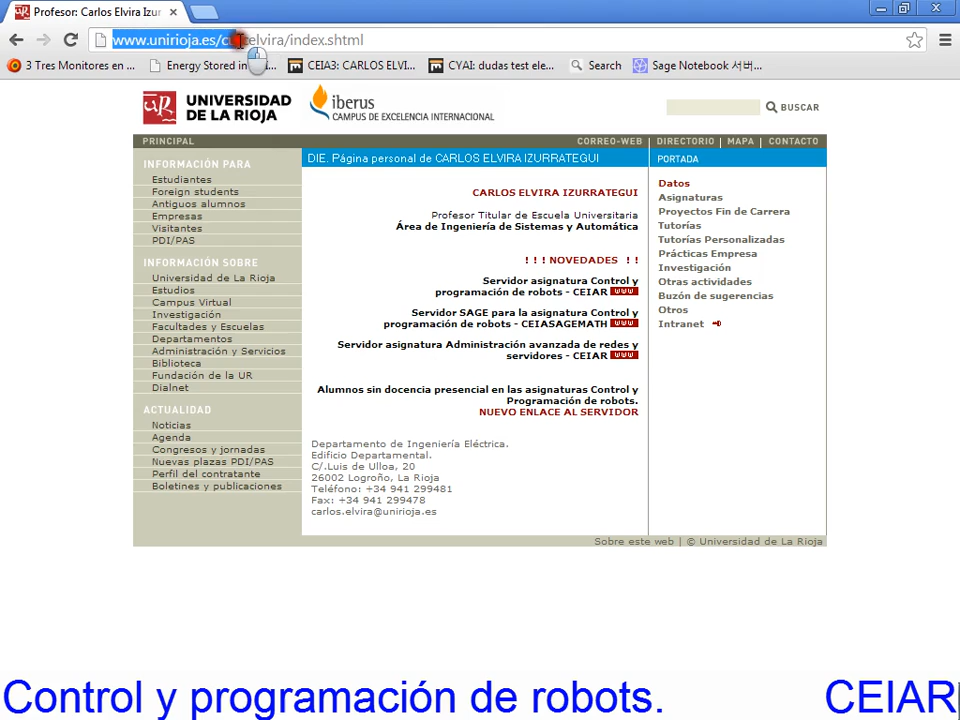 Profesor: Carlos Elvira Izur
www.unirioja.es/c elvira/index.shtml
3 Tres Monitores en ...
Energy Stored in
CEIA3: CARLOS ELVI...
CYAI: dudas test ele...
Search
Sage Notebook 서버...
UNIVERSIDAD
DE LA RIOJA
iberus
CAMPUS DE EXCELENCIA INTERNACIONAL
BUSCAR
PRINCIPAL
CORREO-WEB | DIRECTORIO | MAPA | CONTACTO
INFORMACIÓN PARA
Estudiantes
Foreign students
Antiguos alumnos
Empresas
Visitantes
PDI/PAS
INFORMACIÓN SOBRE
Universidad de La Rioja
Estudios
Campus Virtual
Investigación
Facultades y Escuelas
Departamentos
Administración y Servicios
Biblioteca
Fundación de la UR
Dialnet
ACTUALIDAD
Noticias
Agenda
Congresos y jornadas
Nuevas plazas PDI/PAS
Perfil del contratante
Boletines y publicaciones
DIE. Página personal de CARLOS ELVIRA IZURRATEGUI
CARLOS ELVIRA IZURRATEGUI
Profesor Titular de Escuela Universitaria
Área de Ingeniería de Sistemas y Automática
! ! ! NOVEDADES ! !
Servidor asignatura Control y
programación de robots - CEIAR WWW
Servidor SAGE para la asignatura Control y
programación de robots - CEIASAGEMATH WWW
Servidor asignatura Administración avanzada de redes y
servidores - CEIAR WWW
Alumnos sin docencia presencial en las asignaturas Control y
Programación de robots.
NUEVO ENLACE AL SERVIDOR
Departamento de Ingeniería Eléctrica.
Edificio Departamental.
C/.Luis de Ulloa, 20
26002 Logroño, La Rioja
Teléfono: +34 941 299481
Fax: +34 941 299478
carlos.elvira@unirioja.es
PORTADA
Datos
Asignaturas
Proyectos Fin de Carrera
Tutorías
Tutorías Personalizadas
Prácticas Empresa
Investigación
Otras actividades
Buzón de sugerencias
Otros
Intranet
Sobre este web | © Universidad de La Rioja
Control y programación de robots. CEIAR